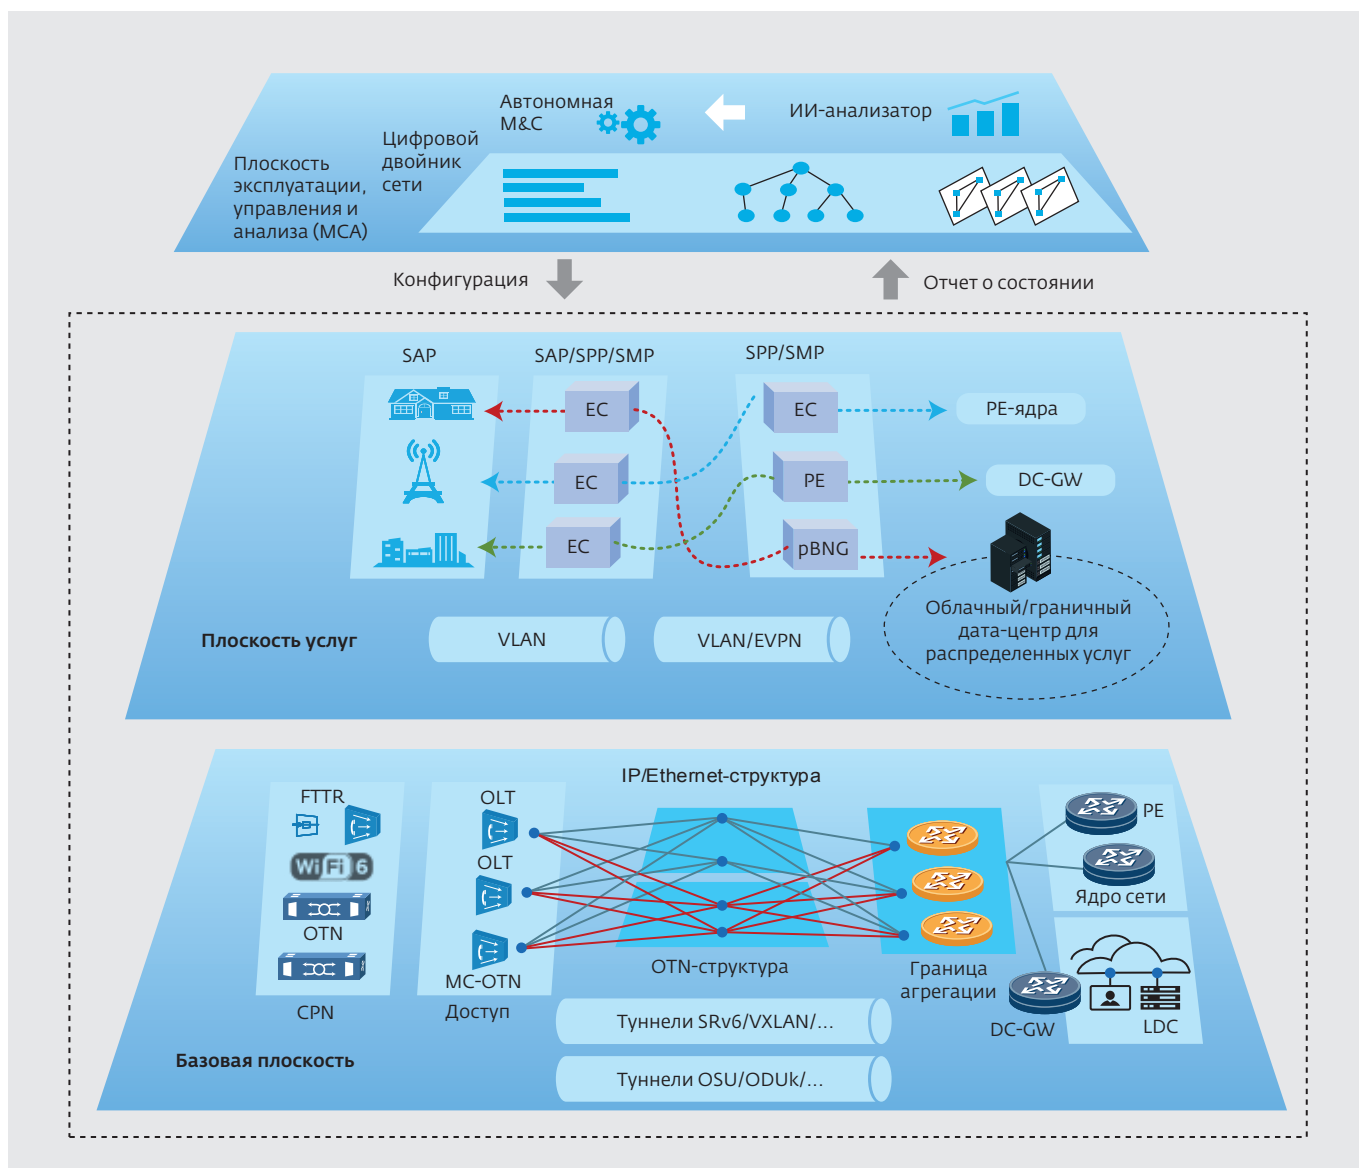 Автономная
M&C
ИИ-анализатор
Цифровой
двойник
сети
Плоскость
эксплуатации,
управления и
анализа (MCA)
Конфигурация
Отчет о состоянии
SAP
SAP/SPP/SMP
SPP/SMP
EC
EC
PE-ядра
EC
PE
DC-GW
EC
pBNG
Облачный/граничный
дата-центр для
распределенных услуг
Плоскость услуг
VLAN
VLAN/EVPN
IP/Ethernet-структура
FTTR
OLT
PE
WiFi 6
OLT
Ядро сети
OTN
MC-OTN
OTN-структура
Граница
агрегации
CPN
Доступ
DC-GW
LDC
Туннели SRv6/VXLAN/...
Базовая плоскость
Туннели OSU/ODUk/...